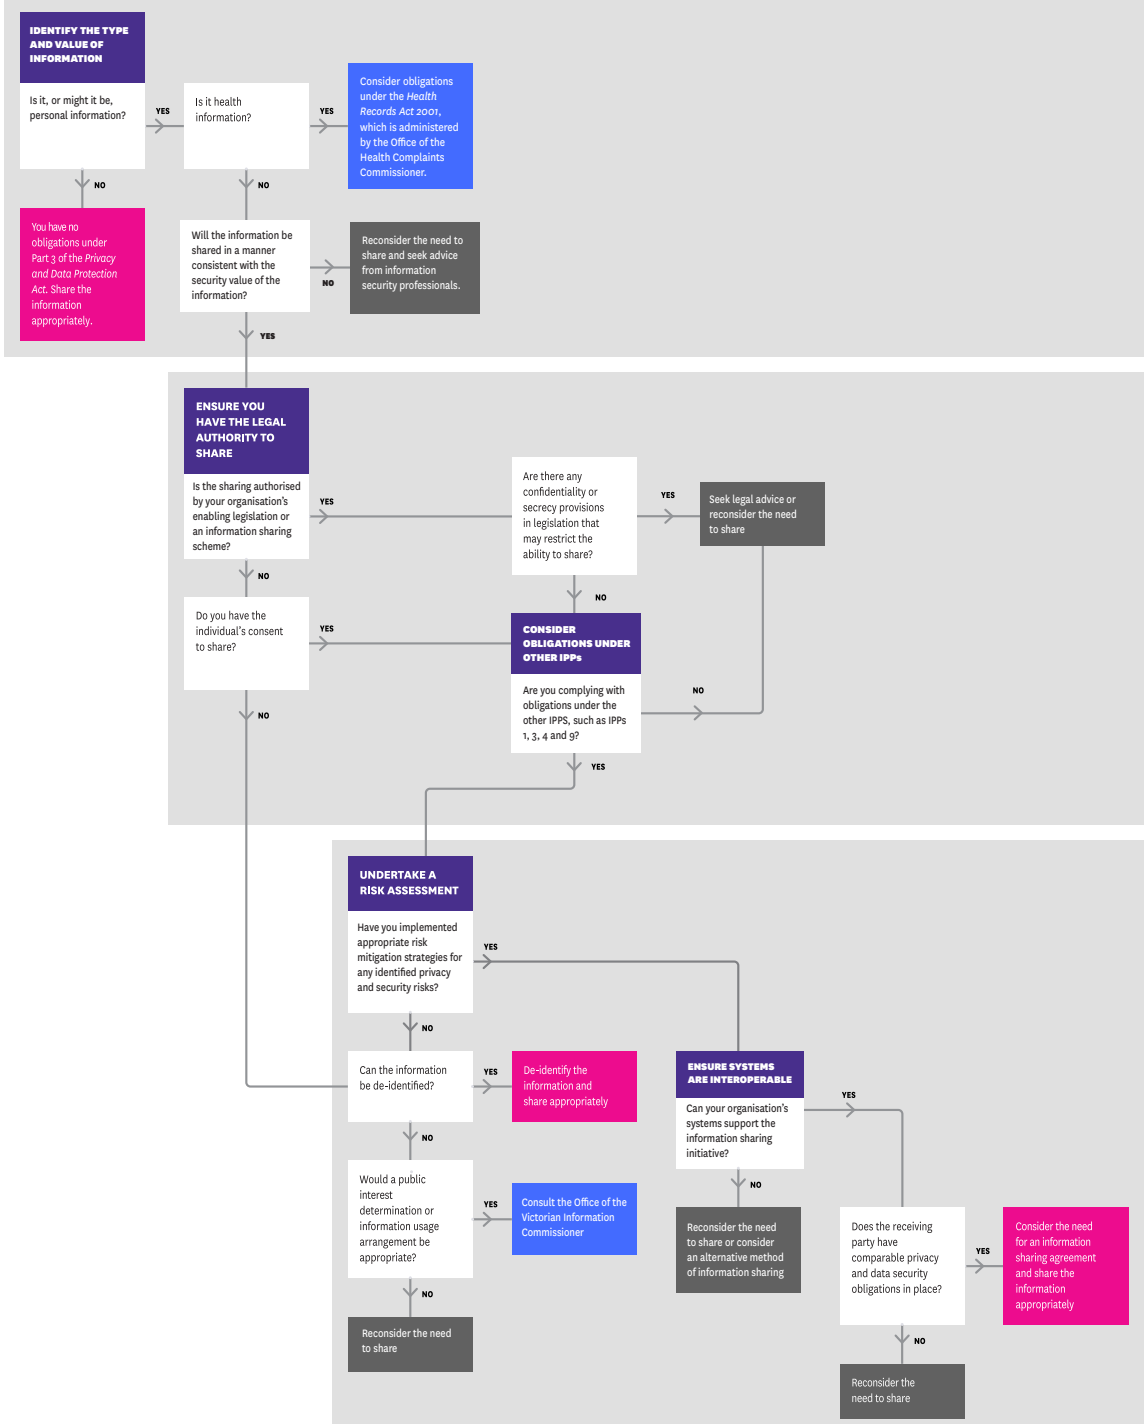 IDENTIFY THE TYPE
AND VALUE OF
INFORMATION
Is it, or might it be,
personal information?
YES
Is it health
information?
YES
Consider obligations
under the Health
Records Act 2001,
which is administered
by the Office of the
Health Complaints
Commissioner.
NO
NO
You have no
obligations under
Part 3 of the Privacy
and Data Protection
Act. Share the
information
appropriately.
Will the information be
shared in a manner
consistent with the
security value of the
information?
NO
Reconsider the need to
share and seek advice
from information
security professionals.
YES
ENSURE YOU
HAVE THE LEGAL
AUTHORITY TO
SHARE
Is the sharing authorised
by your organisation's
enabling legislation or
an information sharing
scheme?
YES
Are there any
confidentiality or
secrecy provisions
in legislation that
may restrict the
ability to share?
YES
Seek legal advice or
reconsider the need
to share
NO
NO
Do you have the
individual's consent
to share?
YES
CONSIDER
OBLIGATIONS UNDER
OTHER IPPs
Are you complying with
obligations under the
other IPPS, such as IPPs
1, 3, 4 and 9?
NO
NO
YES
UNDERTAKE A
RISK ASSESSMENT
Have you implemented
appropriate risk
mitigation strategies for
any identified privacy
and security risks?
YES
NO
Can the information
be de-identified?
YES
De-identify the
information and
share appropriately
ENSURE SYSTEMS
ARE INTEROPERABLE
Can your organisation's
systems support the
information sharing
initiative?
YES
NO
NO
Would a public
interest
determination or
information usage
arrangement be
appropriate?
YES
Consult the Office of the
Victorian Information
Commissioner
Reconsider the need
to share or consider
an alternative method
of information sharing
Does the receiving
party have
comparable privacy
and data security
obligations in place?
YES
Consider the need
for an information
sharing agreement
and share the
information
appropriately
NO
Reconsider the need
to share
NO
Reconsider the
need to share